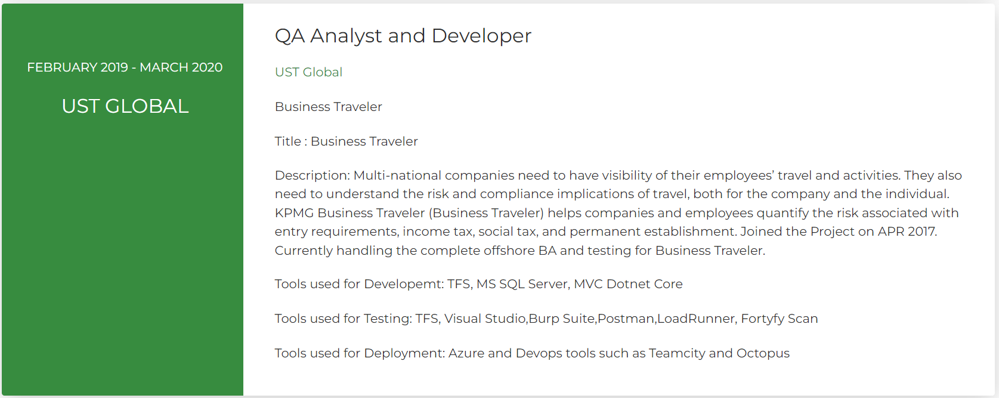 FEBRUARY 2019 - MARCH 2020
UST GLOBAL
QA Analyst and Developer
UST Global
Business Traveler
Title : Business Traveler
Description: Multi-national companies need to have visibility of their employees’ travel and activities. They also
need to understand the risk and compliance implications of travel, both for the company and the individual.
KPMG Business Traveler (Business Traveler) helps companies and employees quantify the risk associated with
entry requirements, income tax, social tax, and permanent establishment. Joined the Project on APR 2017.
Currently handling the complete offshore BA and testing for Business Traveler.
Tools used for Developemt: TFS, MS SQL Server, MVC Dotnet Core
Tools used for Testing: TFS, Visual Studio,Burp Suite,Postman,LoadRunner, Fortyfy Scan
Tools used for Deployment: Azure and Devops tools such as Teamcity and Octopus